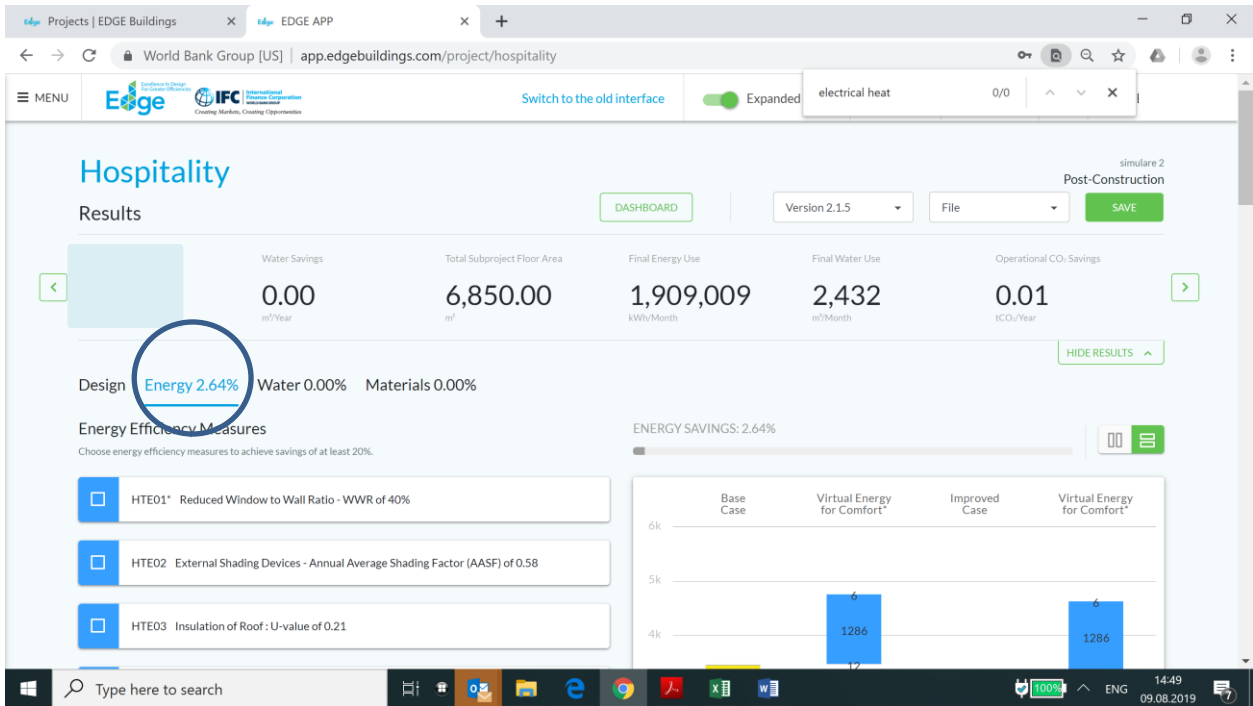 Edge Projects | EDGE Buildings
Edge EDGE APP
World Bank Group [US] | app.edgebuildings.com/project/hospitality
electrical heat 0/0
MENU
Edge
Excellence in Design
For Greater Efficiencies
IFC International
Finance Corporation
WORLD BANK GROUP
Creating Markets, Creating Opportunities
Switch to the old interface
Expanded
Hospitality
simulare 2
Post-Construction
Results
DASHBOARD
Version 2.1.5
File
SAVE
Water Savings
0.00
m³/Year
Total Subproject Floor Area
6,850.00
m²
Final Energy Use
1,909,009
kWh/Month
Final Water Use
2,432
m³/Month
Operational CO₂ Savings
0.01
tCO₂/Year
HIDE RESULTS
Design Energy 2.64% Water 0.00% Materials 0.00%
Energy Efficiency Measures
Choose energy efficiency measures to achieve savings of at least 20%.
ENERGY SAVINGS: 2.64%
HTE01* Reduced Window to Wall Ratio - WWR of 40%
HTE02 External Shading Devices - Annual Average Shading Factor (AASF) of 0.58
HTE03 Insulation of Roof : U-value of 0.21
Base
Case
Virtual Energy
for Comfort*
Improved
Case
Virtual Energy
for Comfort*
6k
5k
4k
6
1286
12
6
1286
Type here to search
100%
ENG
14:49
09.08.2019
7